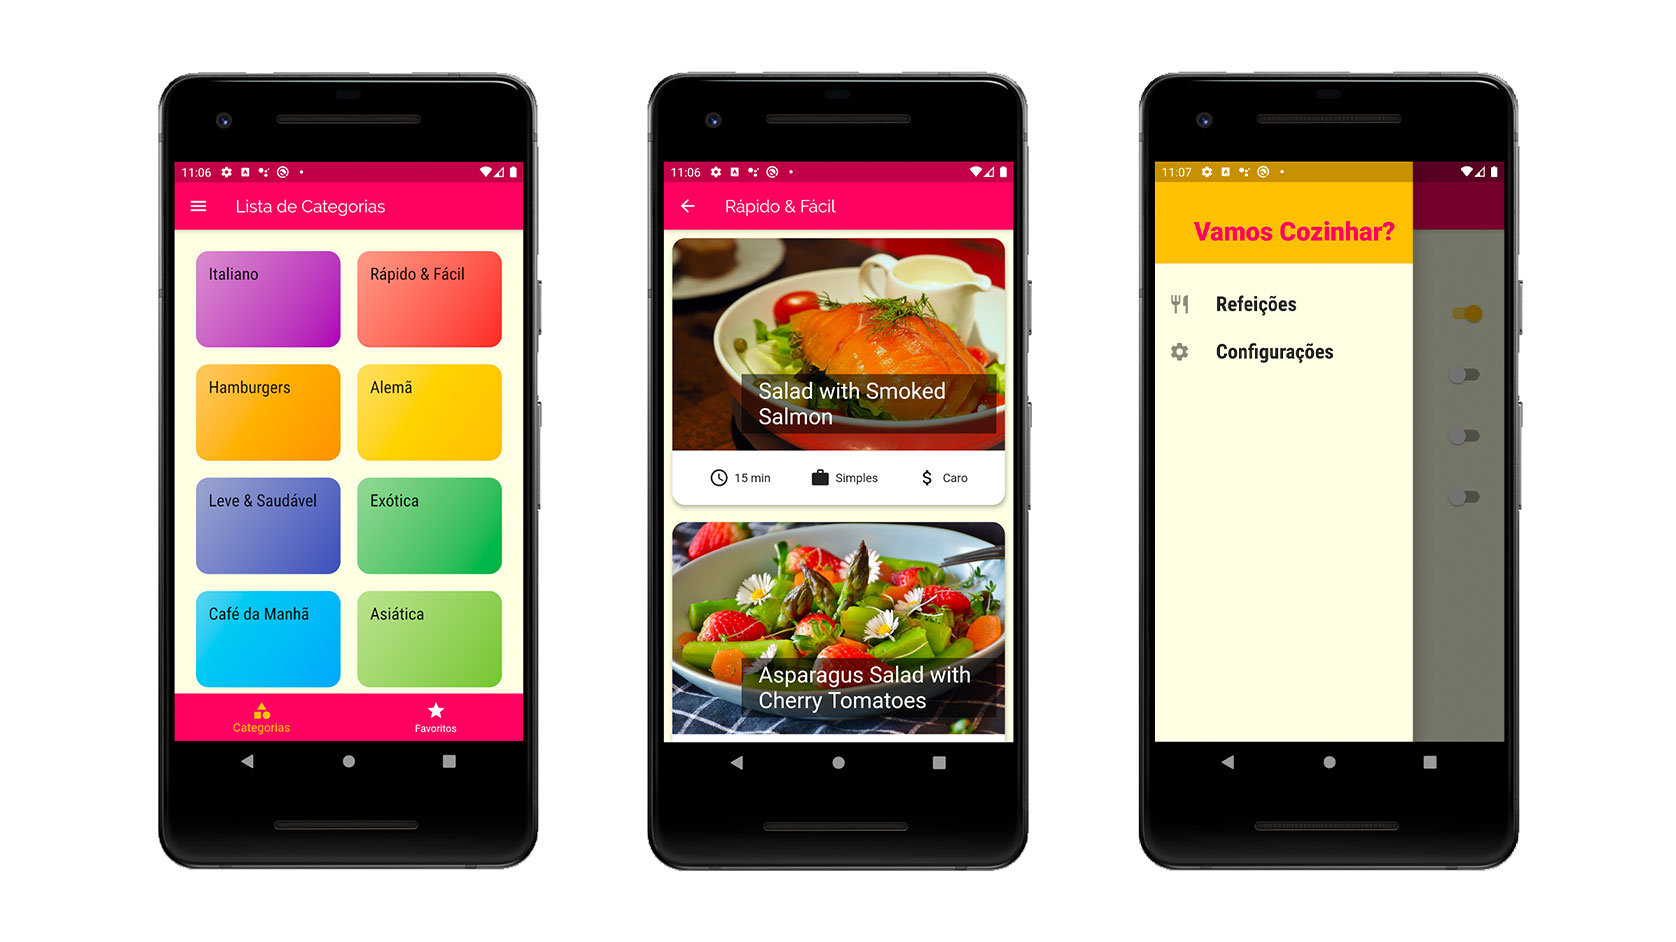 11:06
Lista de Categorias
Italiano
Rápido & Fácil
Hamburgers
Alemã
Leve & Saudável
Exótica
Café da Manhã
Asiática
Categorias
Favoritos
11:06
Rápido & Fácil
Salad with Smoked
Salmon
15 min
Simples
$ Caro
Asparagus Salad with
Cherry Tomatoes
11:07
Vamos Cozinhar?
Refeições
Configurações